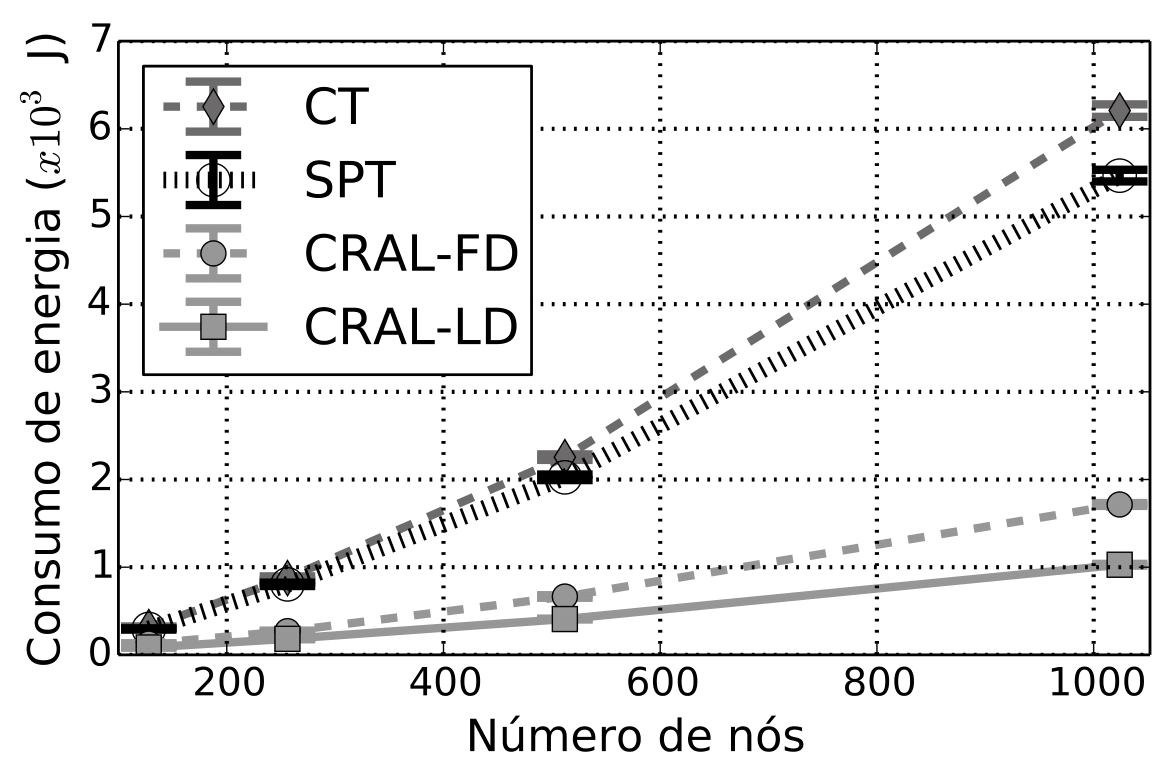 Consumo de energia (x10³ J)
7
6
5
4
3
2
1
0
CT
SPT
CRAL-FD
CRAL-LD
200 400 600 800 1000
Número de nós